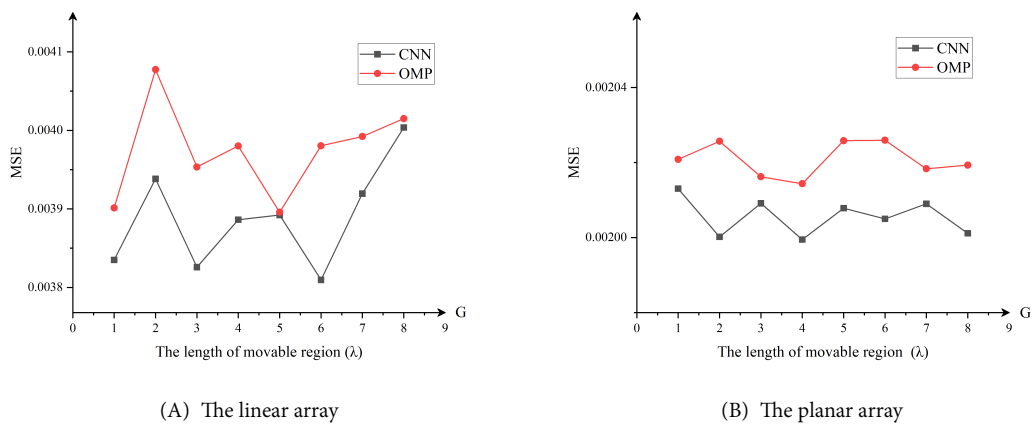 CNN
OMP
0.0041
0.0040
0.0039
0.0038
MSE
0 1 2 3 4 5 6 7 8 9
G
The length of movable region (λ)
(A) The linear array
CNN
OMP
0.00204
0.00200
MSE
0 1 2 3 4 5 6 7 8 9
G
The length of movable region (λ)
(B) The planar array